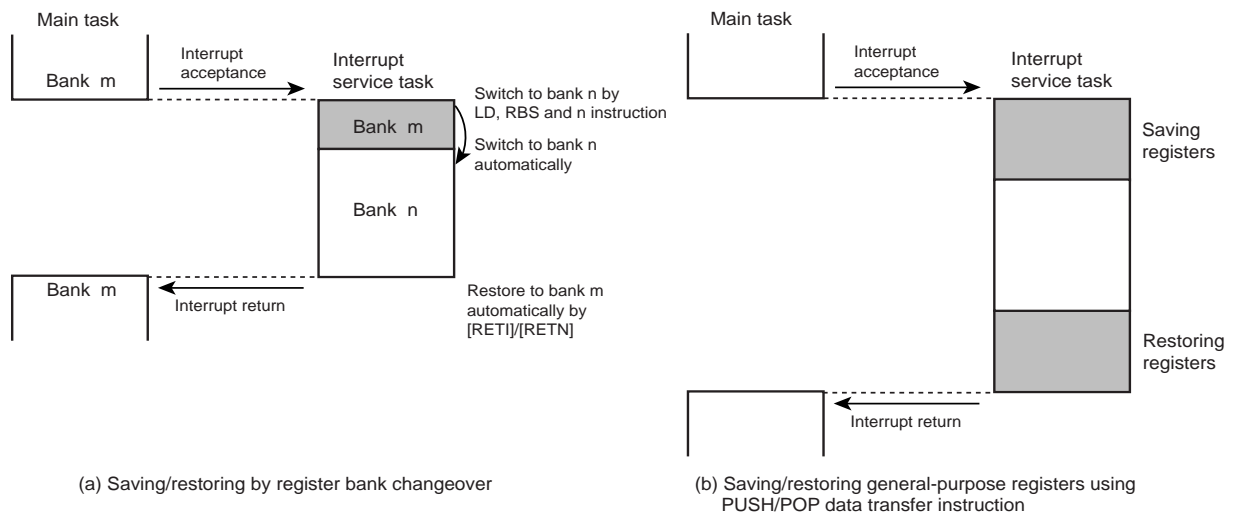 Main task
Bank m
Interrupt
acceptance
Interrupt
service task
Bank m
Switch to bank n by
LD, RBS and n instruction
Switch to bank n
automatically
Bank n
Bank m
Interrupt return
Restore to bank m
automatically by
[RETI]/[RETN]
(a) Saving/restoring by register bank changeover
Main task
Interrupt
acceptance
Interrupt
service task
Saving
registers
Restoring
registers
Interrupt return
(b) Saving/restoring general-purpose registers using
PUSH/POP data transfer instruction